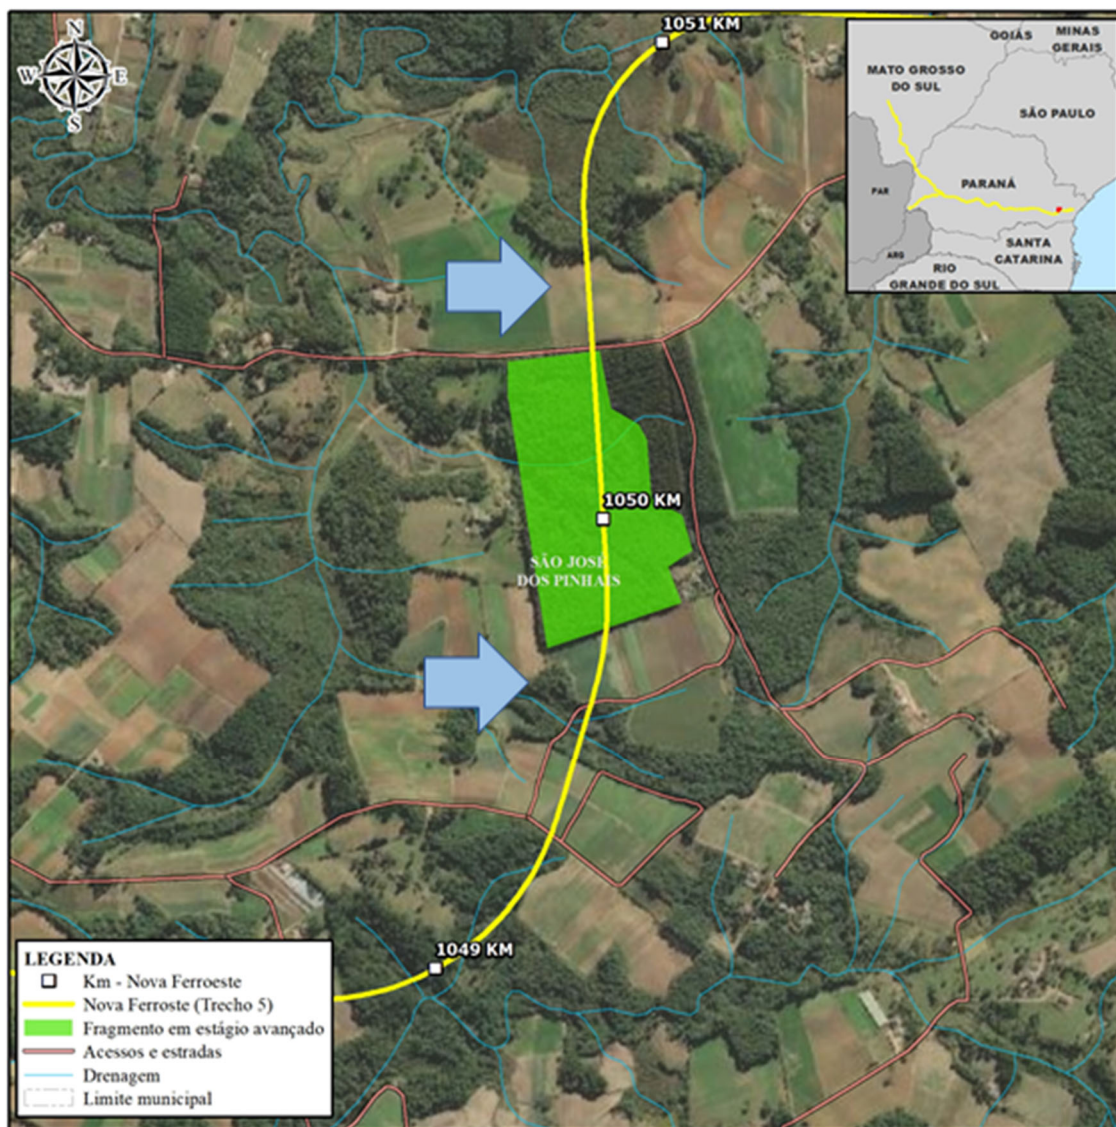 1051 KM
N
W
E
S
GOIÁS
MINAS
GERAIS
MATO GROSSO
DO SUL
SÃO PAULO
PAR
PARANÁ
ARG
SANTA
CATARINA
RIO
GRANDE DO SUL
1050 KM
SÃO JOSÉ
DOS PINHAIS
1049 KM
LEGENDA
Km - Nova Ferroeste
Nova Ferroste (Trecho 5)
Fragmento em estágio avançado
Acessos e estradas
Drenagem
Limite municipal